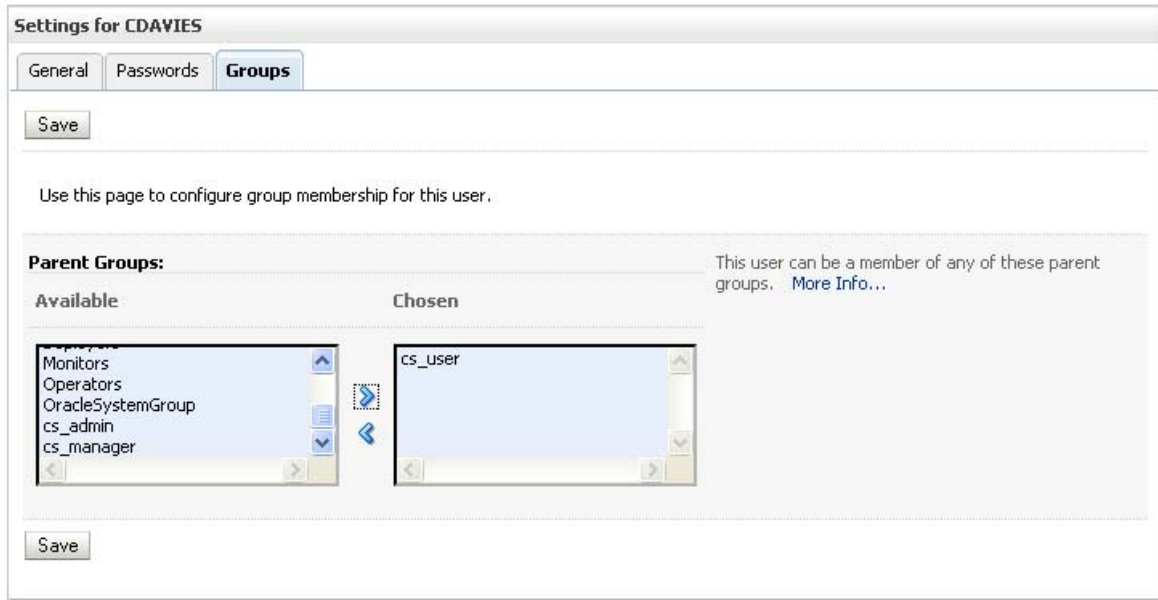 Settings for CDAVIES
General Passwords Groups
Save
Use this page to configure group membership for this user.
Parent Groups:
Available
Chosen
Monitors
Operators
OracleSystemGroup
cs_admin
cs_manager
cs_user
This user can be a member of any of these parent
groups. More Info...
Save